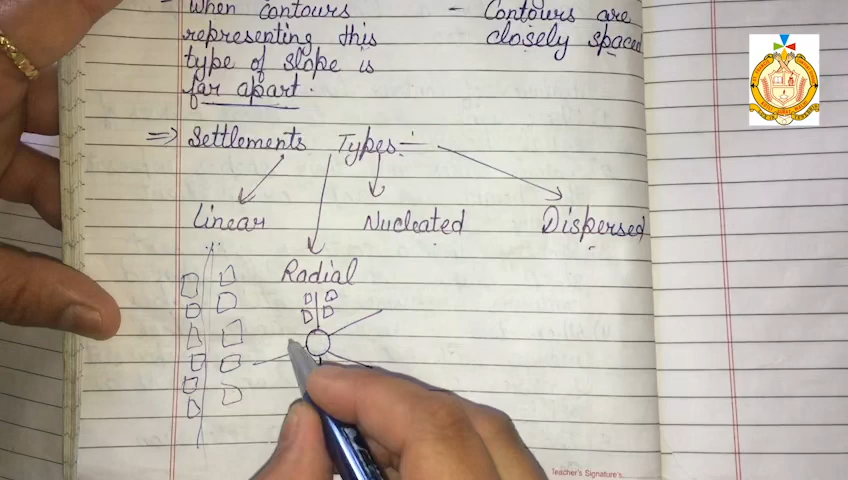 - When contours
representing this
type of slope is
far apart.
- Contours are
closely spaced
=> Settlements Types :-
Linear
Nucleated
Dispersed
Radial
Teacher's Signature